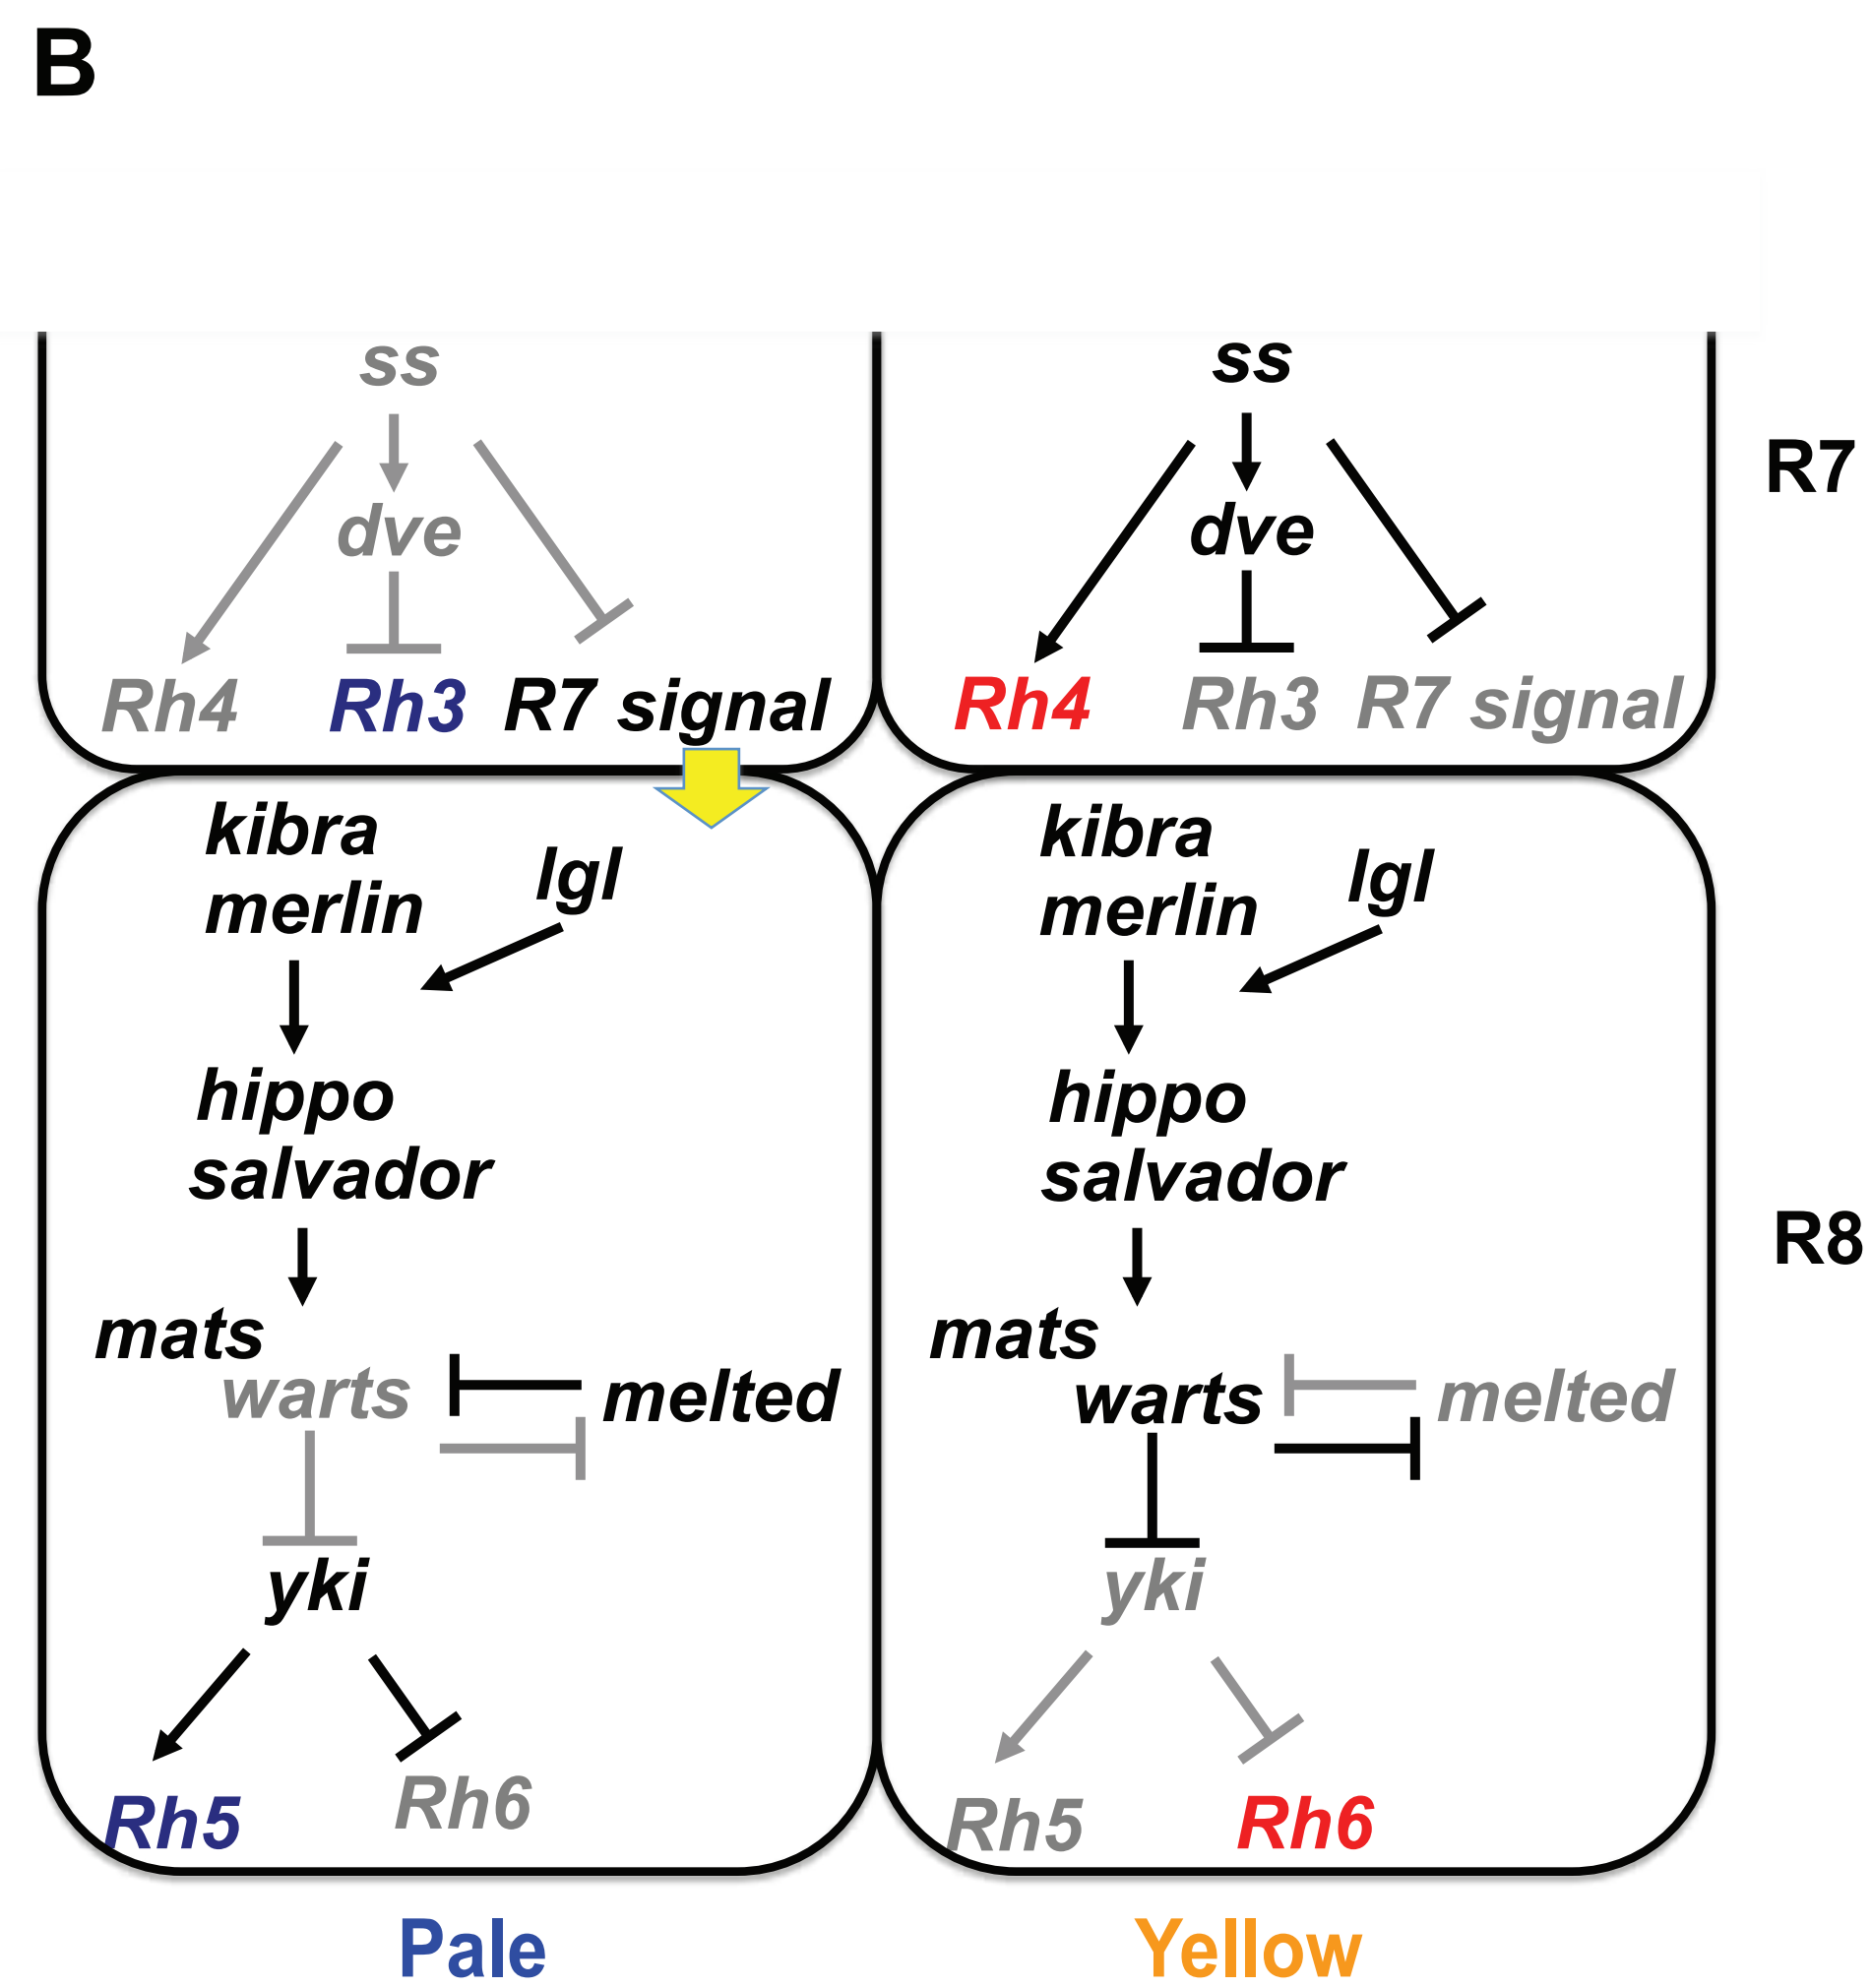 B
ss
ss
R7
dve
dve
Rh4 Rh3 R7 signal
Rh4 Rh3 R7 signal
kibra
merlin
lgl
kibra
merlin
lgl
hippo
salvador
hippo
salvador
R8
mats
warts
melted
mats
warts
melted
yki
yki
Rh5
Rh6
Rh5
Rh6
Pale
Yellow